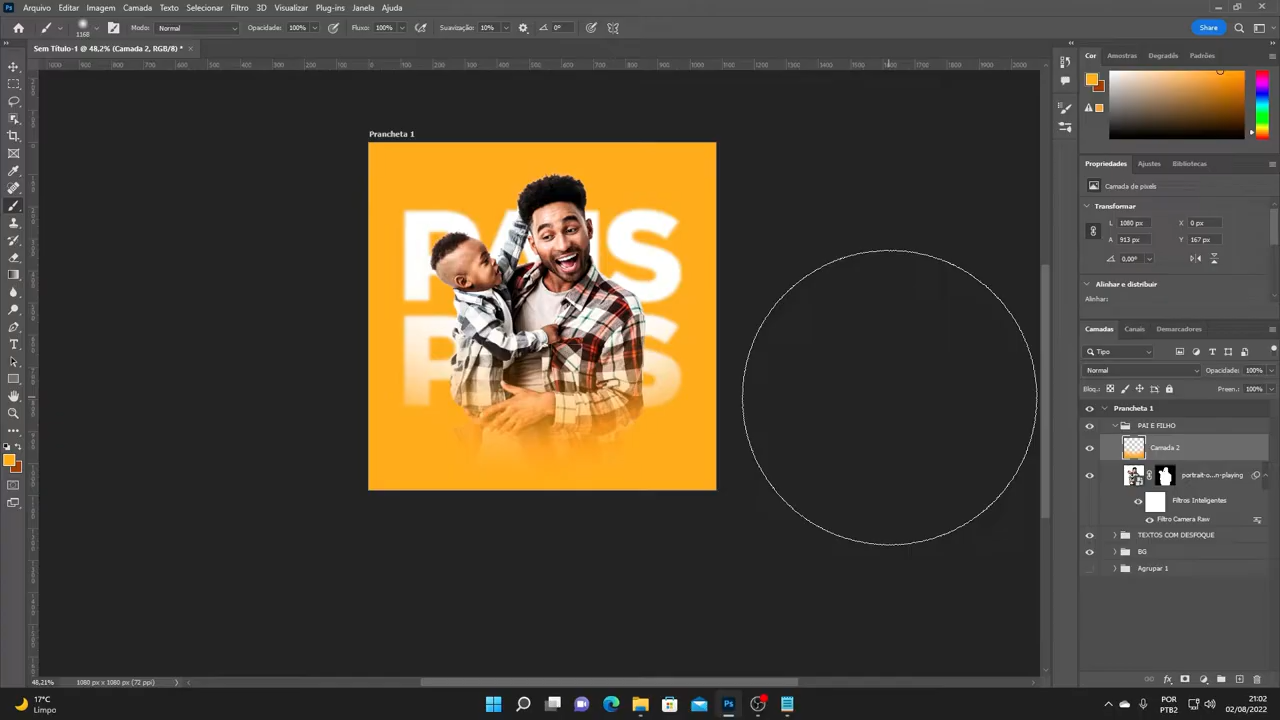 Arquivo Editar Imagem Camada Texto Selecionar Filtro 3D Visualizar Plug-ins Janela Ajuda
1168 Modo: Normal Opacidade: 100% Fluxo: 100% Suavização: 10% 0° Share
Sem Título-1 @ 48,2% (Camada 2, RGB/8) *
Prancheta 1
PAIS
Cor Amostras Degradês Padrões
Propriedades Ajustes Bibliotecas
Camada de pixels
Transformar
L 1080 px X 0 px
A 913 px Y 167 px
0,00°
Alinhar e distribuir
Alinhar:
Camadas Canais Demarcadores
Tipo
Normal Opacidade: 100%
Bloq.: Preen.: 100%
Prancheta 1
PAI E FILHO
Camada 2
portrait-o...n-playing
Filtros Inteligentes
Filtro Camera Raw
TEXTOS COM DESFOQUE
BG
Agrupar 1
48,21% 1080 px x 1080 px (72 ppi)
17°C
Limpo
POR
PTB2
21:02
02/08/2022